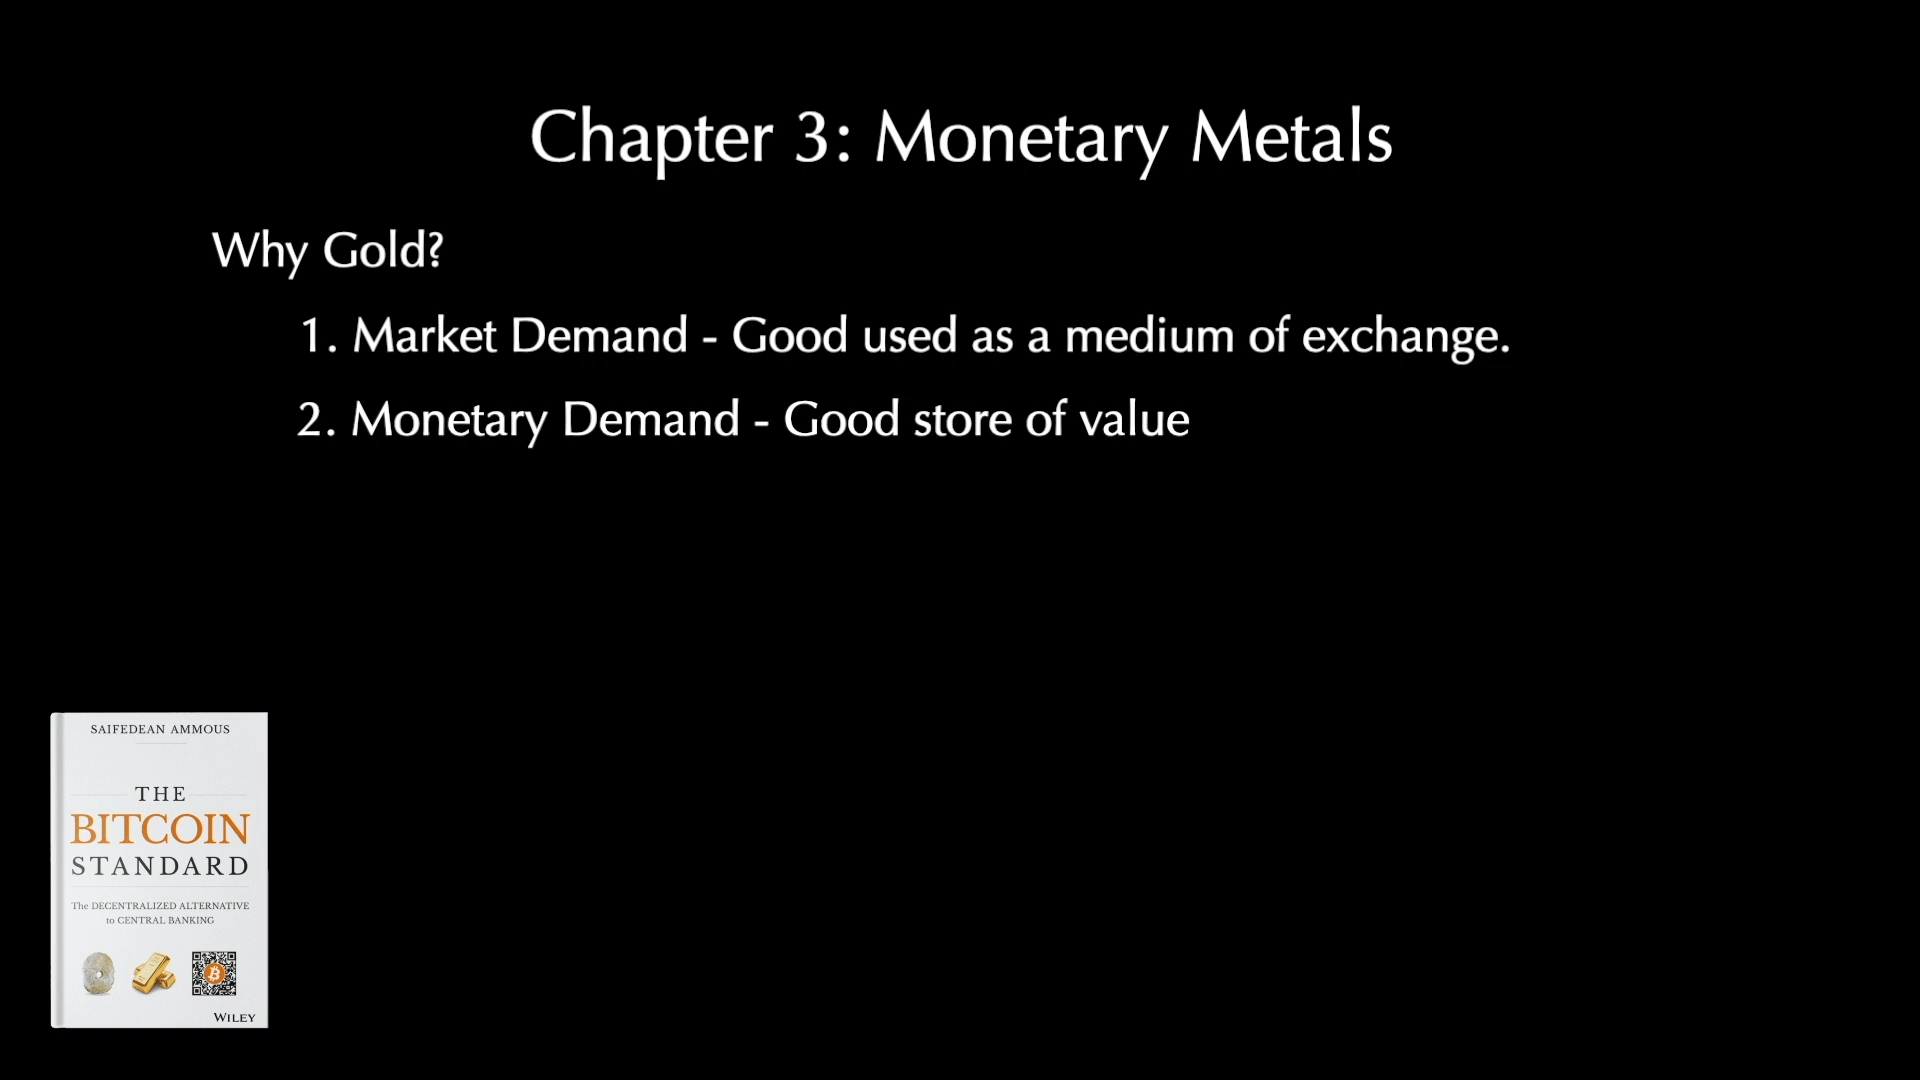 Chapter 3: Monetary Metals
Why Gold?
1. Market Demand - Good used as a medium of exchange.
2. Monetary Demand - Good store of value
SAIFEDEAN AMMOUS
THE
BITCOIN
STANDARD
The DECENTRALIZED ALTERNATIVE
to CENTRAL BANKING
WILEY